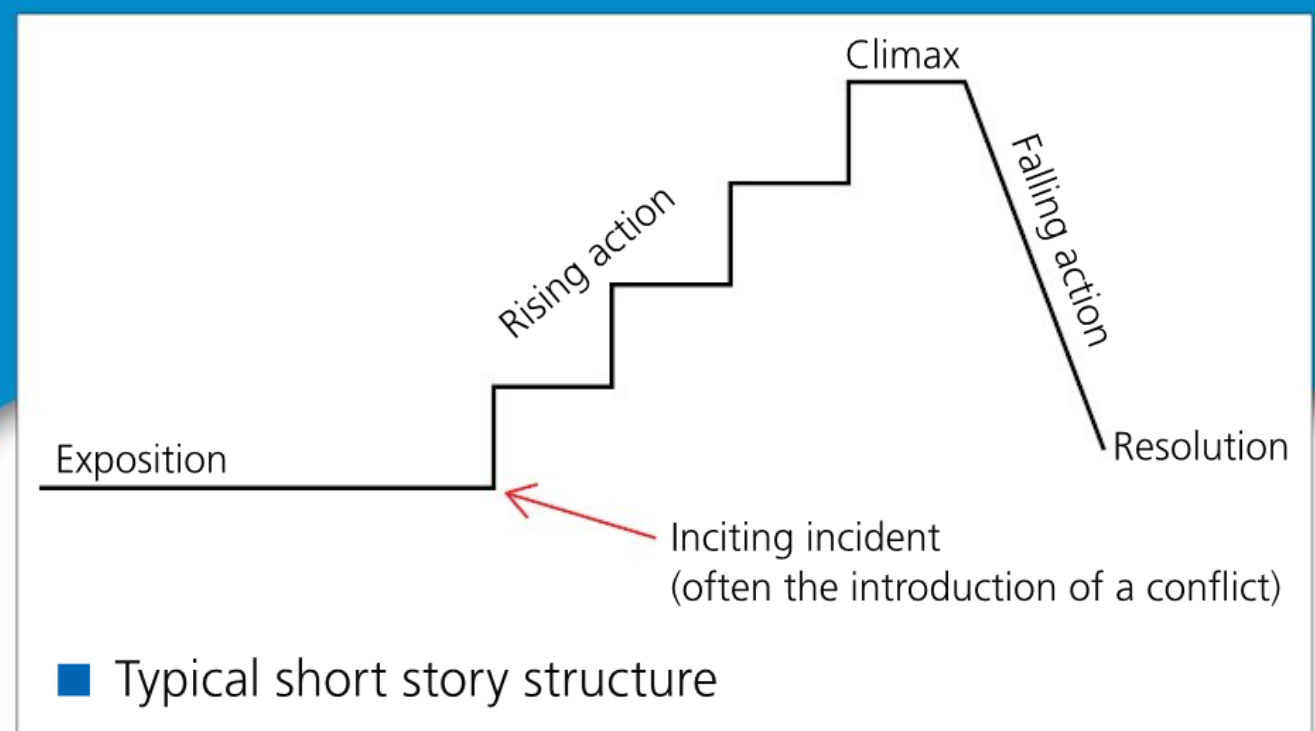 Climax
Rising action
Falling action
Exposition
Resolution
Inciting incident
(often the introduction of a conflict)
Typical short story structure